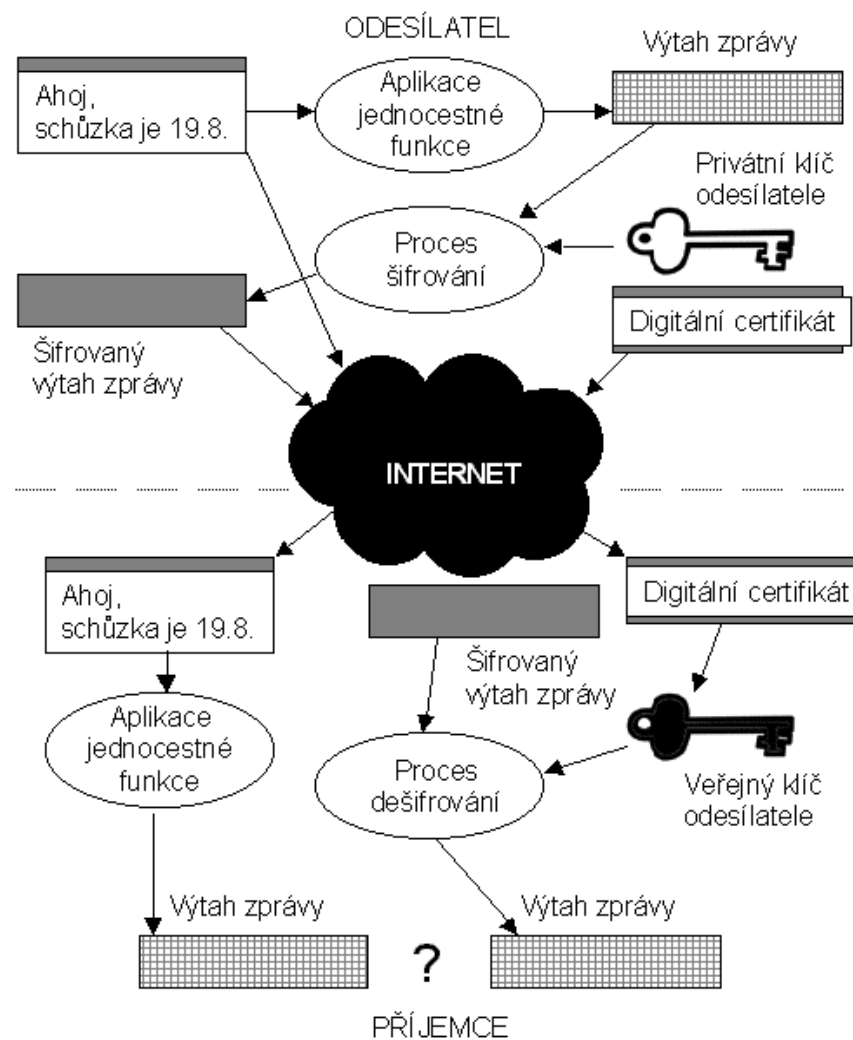 ODESÍLATEL
Výtah zprávy
Ahoj,
schůzka je 19.8.
Aplikace
jednocestné
funkce
Privátní klíč
odesílatele
Proces
šifrování
Digitální certifikát
Šifrovaný
výtah zprávy
INTERNET
Ahoj,
schůzka je 19.8.
Digitální certifikát
Šifrovaný
výtah zprávy
Aplikace
jednocestné
funkce
Proces
dešifrování
Veřejný klíč
odesílatele
Výtah zprávy
Výtah zprávy
?
PŘÍJEMCE